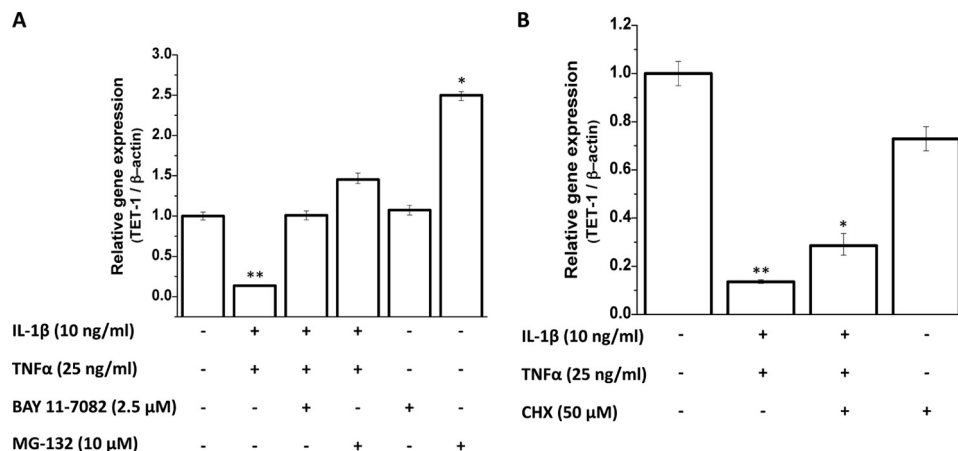 A
Relative gene expression
(TET-1 / β–actin)
3.0
2.5
2.0
1.5
1.0
0.5
0.0
**
*
IL-1β (10 ng/ml) - + + + - -
TNFα (25 ng/ml) - + + + - -
BAY 11-7082 (2.5 μM) - - + - + -
MG-132 (10 μM) - - - + - +
B
Relative gene expression
(TET-1 / β–actin)
1.2
1.0
0.8
0.6
0.4
0.2
0.0
**
*
IL-1β (10 ng/ml) - + + -
TNFα (25 ng/ml) - + + -
CHX (50 μM) - - + +